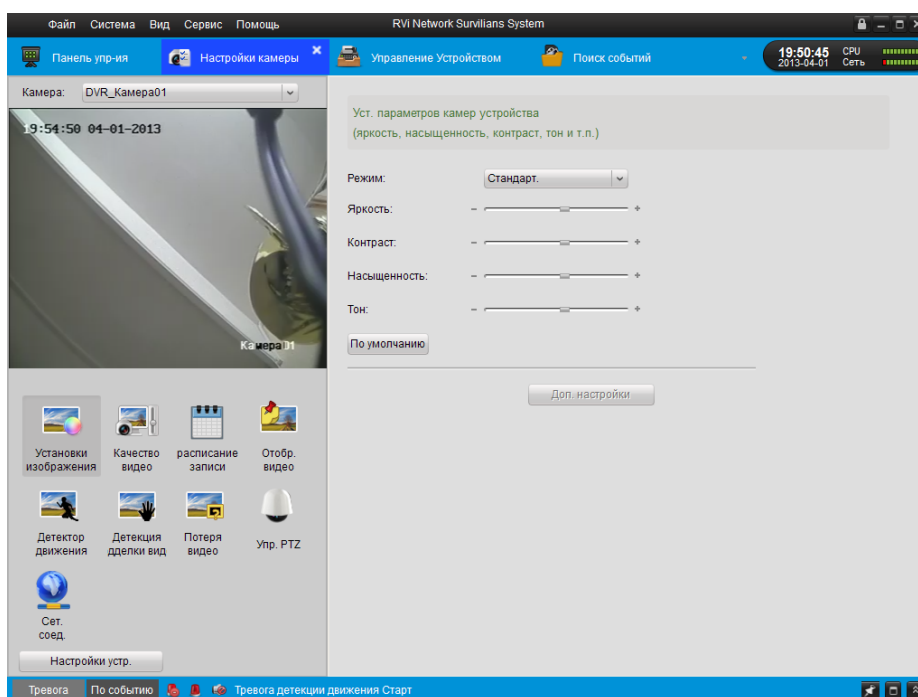 Файл Система Вид Сервис Помощь RVi Network Survilians System
Панель упр-ия Настройки камеры Управление Устройством Поиск событий 19:50:45 CPU
2013-04-01 Сеть
Камера: DVR_Камера01
19:54:50 04-01-2013
Камера 01
Уст. параметров камер устройства
(яркость, насыщенность, контраст, тон и т.п.)
Режим: Стандарт.
Яркость: - +
Контраст: - +
Насыщенность: - +
Тон: - +
По умолчанию
Доп. настройки
Установки изображения
Качество видео
расписание записи
Отобр. видео
Детектор движения
Детекция дделки вид
Потеря видео
Упр. PTZ
Сет. соед.
Настройки устр.
Тревога По событию Тревога детекции движения Старт